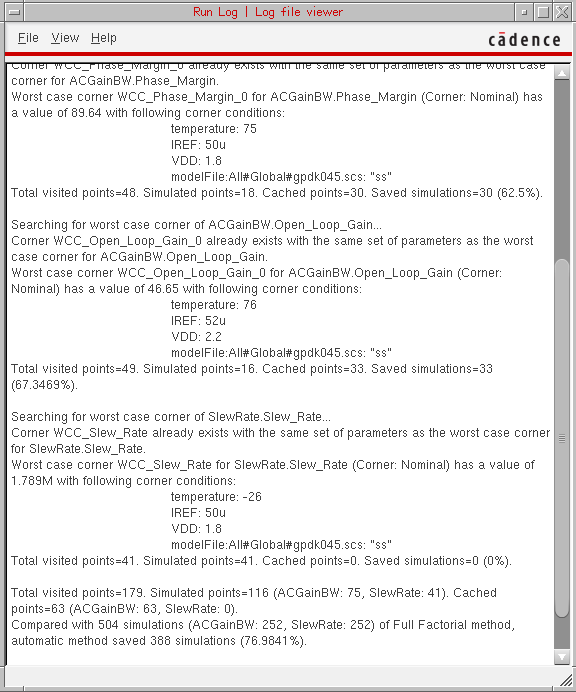 Run Log | Log file viewer
File View Help
cādence
Corner WCC_Phase_Margin_0 already exists with the same set of parameters as the worst case
corner for ACGainBW.Phase_Margin.
Worst case corner WCC_Phase_Margin_0 for ACGainBW.Phase_Margin (Corner: Nominal) has
a value of 89.64 with following corner conditions:
temperature: 75
IREF: 50u
VDD: 1.8
modelFile:All#Global#gpdk045.scs: "ss"
Total visited points=48. Simulated points=18. Cached points=30. Saved simulations=30 (62.5%).
Searching for worst case corner of ACGainBW.Open_Loop_Gain...
Corner WCC_Open_Loop_Gain_0 already exists with the same set of parameters as the worst
case corner for ACGainBW.Open_Loop_Gain.
Worst case corner WCC_Open_Loop_Gain_0 for ACGainBW.Open_Loop_Gain (Corner:
Nominal) has a value of 46.65 with following corner conditions:
temperature: 76
IREF: 52u
VDD: 2.2
modelFile:All#Global#gpdk045.scs: "ss"
Total visited points=49. Simulated points=16. Cached points=33. Saved simulations=33
(67.3469%).
Searching for worst case corner of SlewRate.Slew_Rate...
Corner WCC_Slew_Rate already exists with the same set of parameters as the worst case corner
for SlewRate.Slew_Rate.
Worst case corner WCC_Slew_Rate for SlewRate.Slew_Rate (Corner: Nominal) has a value of
1.789M with following corner conditions:
temperature: -26
IREF: 50u
VDD: 1.8
modelFile:All#Global#gpdk045.scs: "ss"
Total visited points=41. Simulated points=41. Cached points=0. Saved simulations=0 (0%).
Total visited points=179. Simulated points=116 (ACGainBW: 75, SlewRate: 41). Cached
points=63 (ACGainBW: 63, SlewRate: 0).
Compared with 504 simulations (ACGainBW: 252, SlewRate: 252) of Full Factorial method,
automatic method saved 388 simulations (76.9841%).